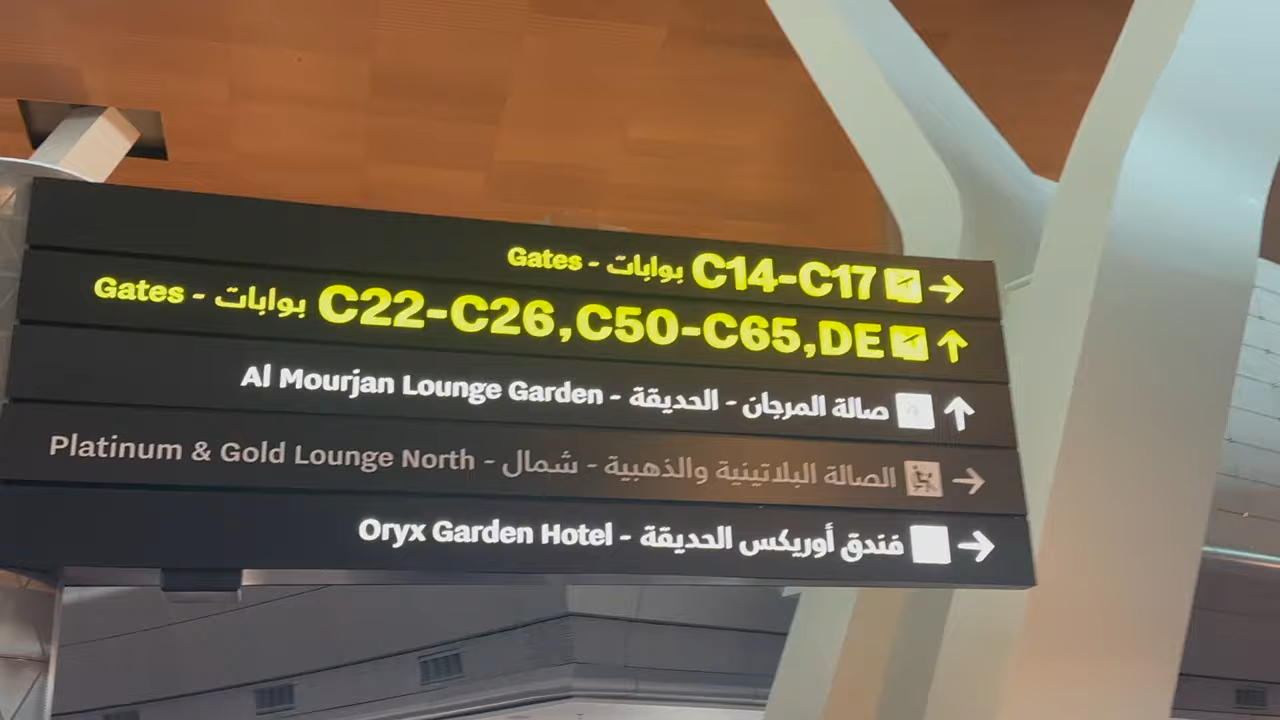 Gates - بوابات C14-C17
Gates - بوابات C22-C26,C50-C65,DE
Al Mourjan Lounge Garden - صالة المرجان - الحديقة
Platinum & Gold Lounge North - الصالة البلاتينية والذهبية - شمال
Oryx Garden Hotel - فندق أوريكس الحديقة